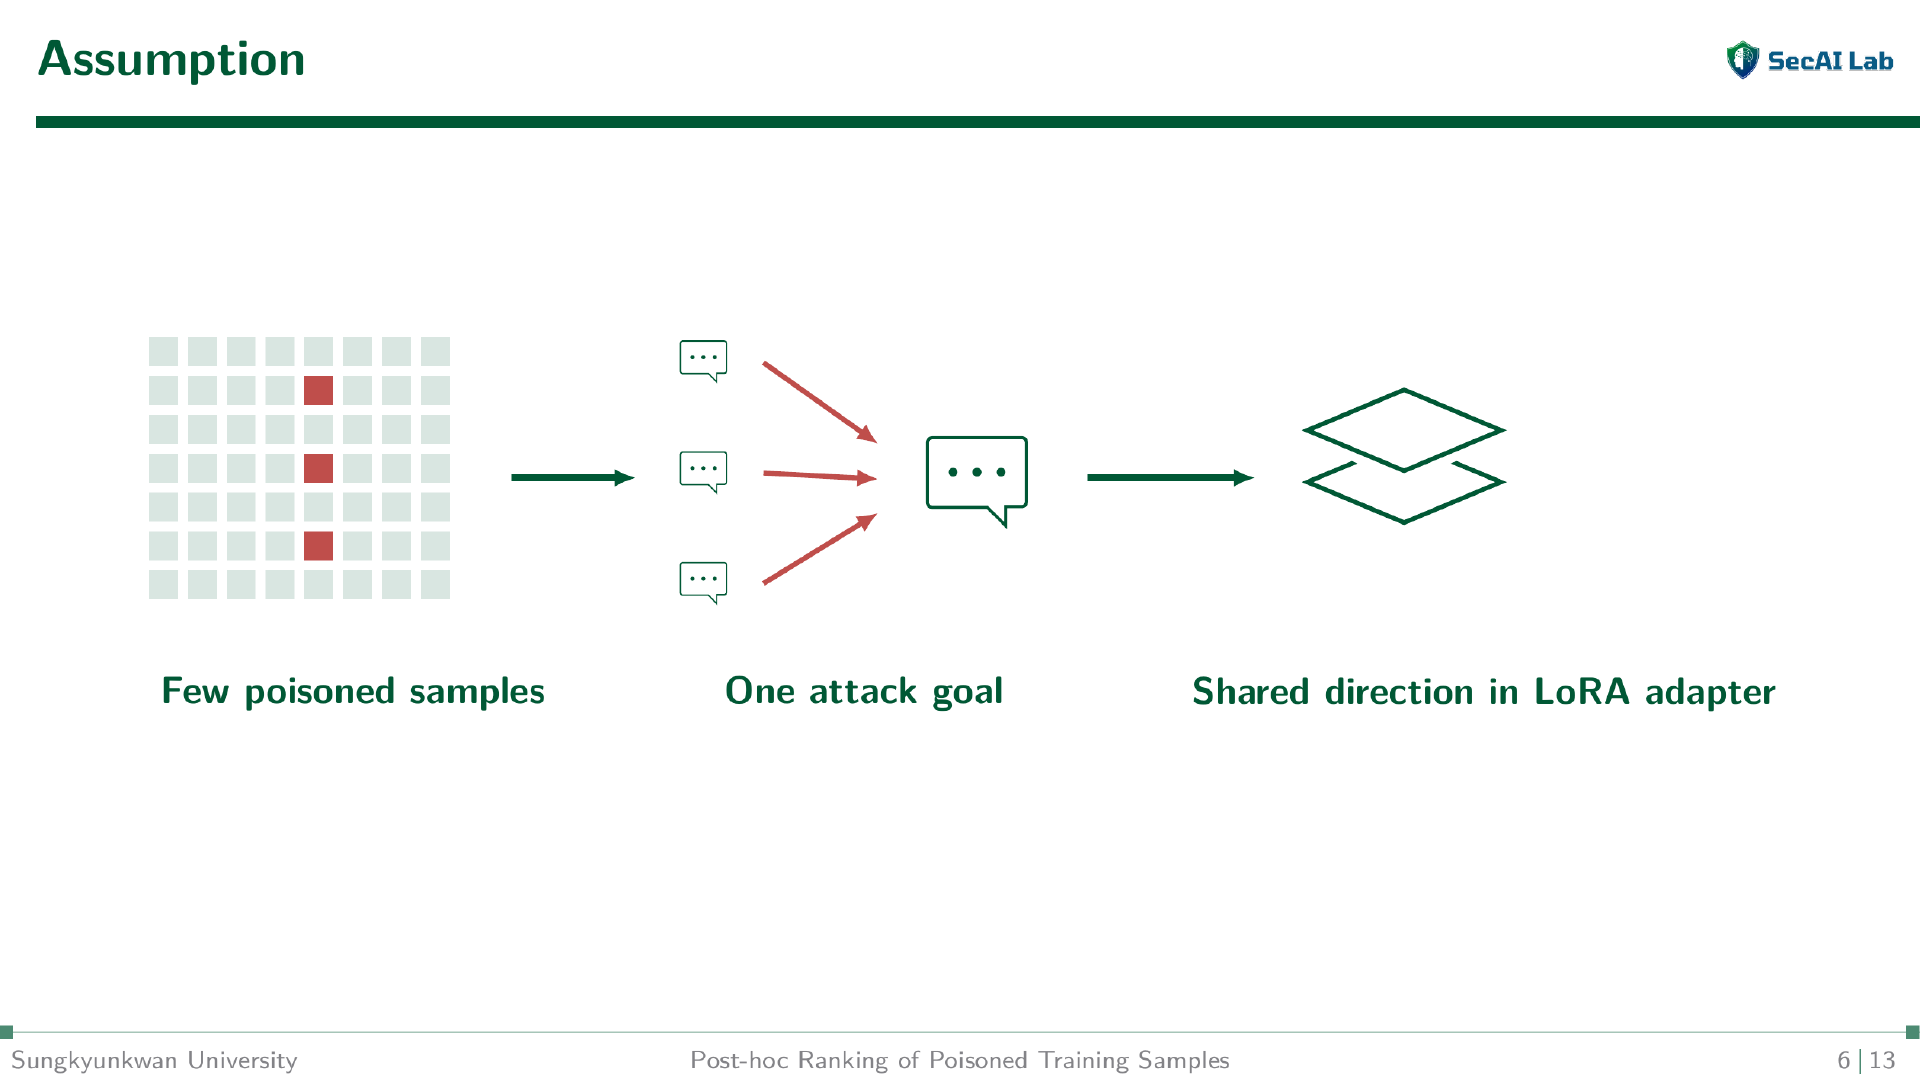 Assumption
SecAI Lab
Few poisoned samples
One attack goal
Shared direction in LoRA adapter
Sungkyunkwan University
Post-hoc Ranking of Poisoned Training Samples
6 | 13